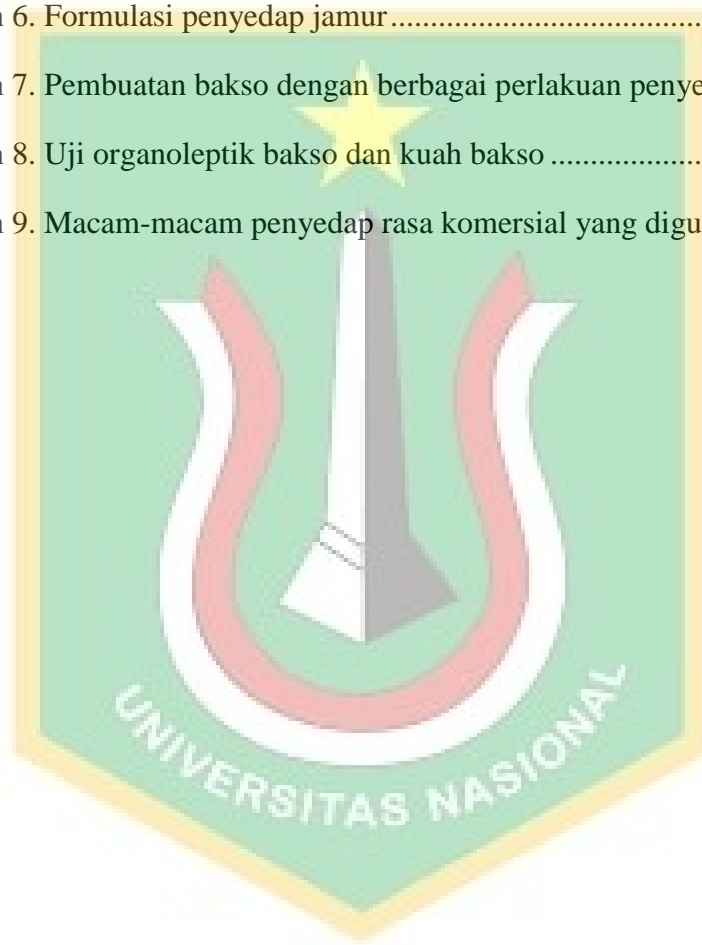 n 6. Formulasi penyedap jamur.......................................
n 7. Pembuatan bakso dengan berbagai perlakuan penye
n 8. Uji organoleptik bakso dan kuah bakso...................
n 9. Macam-macam penyedap rasa komersial yang digu
UNIVERSITAS NASIONAL